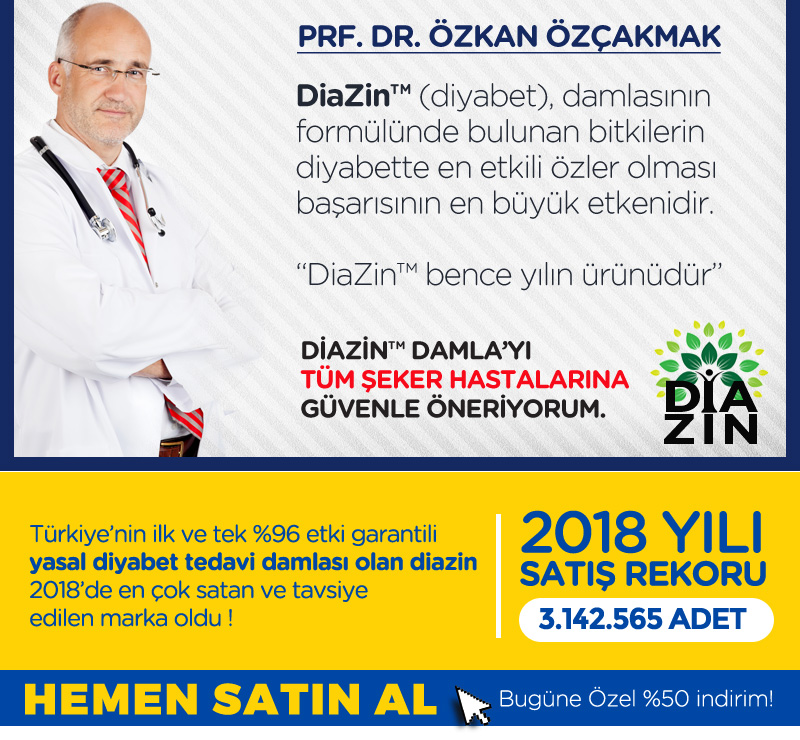 PRF. DR. ÖZKAN ÖZÇAKMAK
DiaZin™ (diyabet), damlasının
formülünde bulunan bitkilerin
diyabette en etkili özler olması
başarısının en büyük etkenidir.
“DiaZin™ bence yılın ürünüdür”
DİAZİN™ DAMLA’YI
TÜM ŞEKER HASTALARINA
GÜVENLE ÖNERİYORUM.
DIA
ZIN
Türkiye’nin ilk ve tek %96 etki garantili
yasal diyabet tedavi damlası olan diazin
2018’de en çok satan ve tavsiye
edilen marka oldu !
2018 YILI
SATIŞ REKORU
3.142.565 ADET
HEMEN SATIN AL
Bugüne Özel %50 indirim!